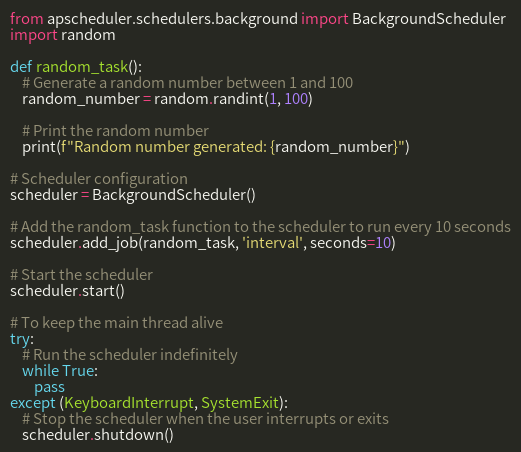 from apscheduler.schedulers.background import BackgroundScheduler
import random

def random_task():
    # Generate a random number between 1 and 100
    random_number = random.randint(1, 100)

    # Print the random number
    print(f"Random number generated: {random_number}")

# Scheduler configuration
scheduler = BackgroundScheduler()

# Add the random_task function to the scheduler to run every 10 seconds
scheduler.add_job(random_task, 'interval', seconds=10)

# Start the scheduler
scheduler.start()

# To keep the main thread alive
try:
    # Run the scheduler indefinitely
    while True:
        pass
except (KeyboardInterrupt, SystemExit):
    # Stop the scheduler when the user interrupts or exits
    scheduler.shutdown()